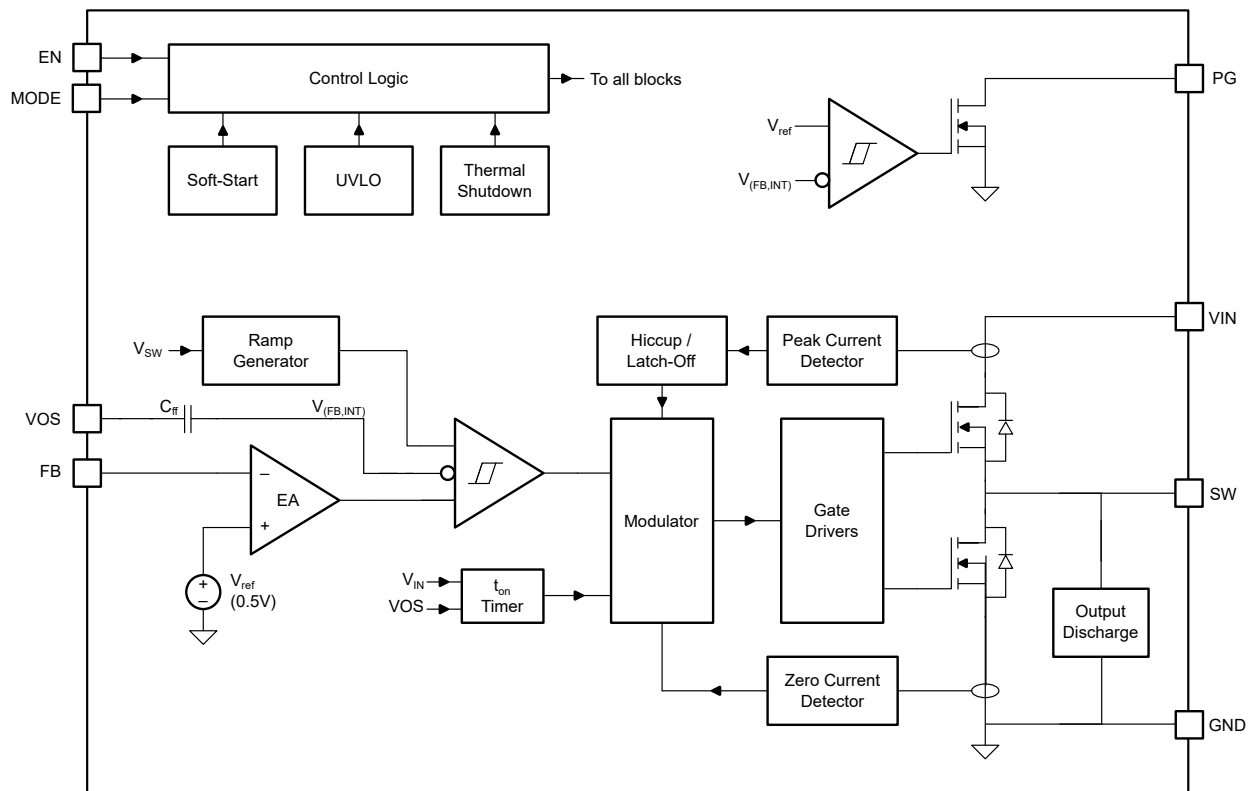 EN
MODE
Control Logic
To all blocks
PG
Soft-Start
UVLO
Thermal
Shutdown
Vref
V(FB,INT)
VIN
VSW
Ramp
Generator
Hiccup /
Latch-Off
Peak Current
Detector
VOS
Cff
V(FB,INT)
FB
−
EA
+
Modulator
Gate
Drivers
SW
+
−
Vref
(0.5V)
VIN
VOS
ton
Timer
Output
Discharge
Zero Current
Detector
GND